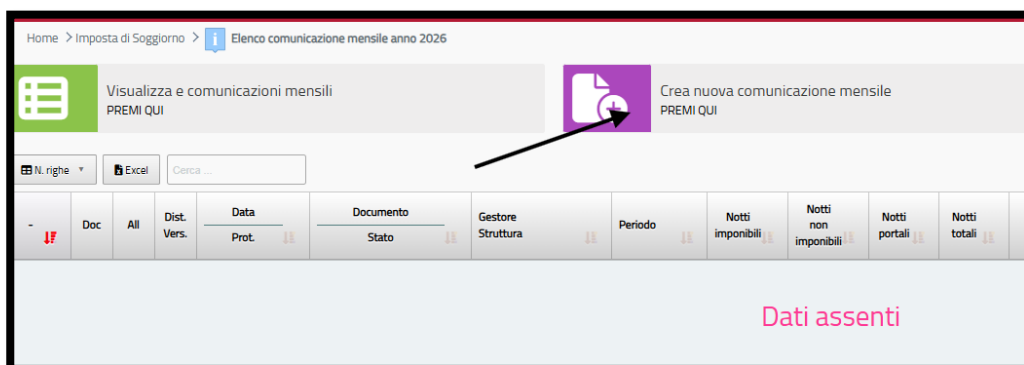 Home > Imposta di Soggiorno > i Elenco comunicazione mensile anno 2026
Visualizza e comunicazioni mensili
PREMI QUI
Crea nuova comunicazione mensile
PREMI QUI
N. righe
Excel
Cerca ...
-
Doc
All
Dist.
Vers.
Data
Prot.
Documento
Stato
Gestore
Struttura
Periodo
Notti
imponibili
Notti
non
imponibili
Notti
portali
Notti
totali
Dati assenti